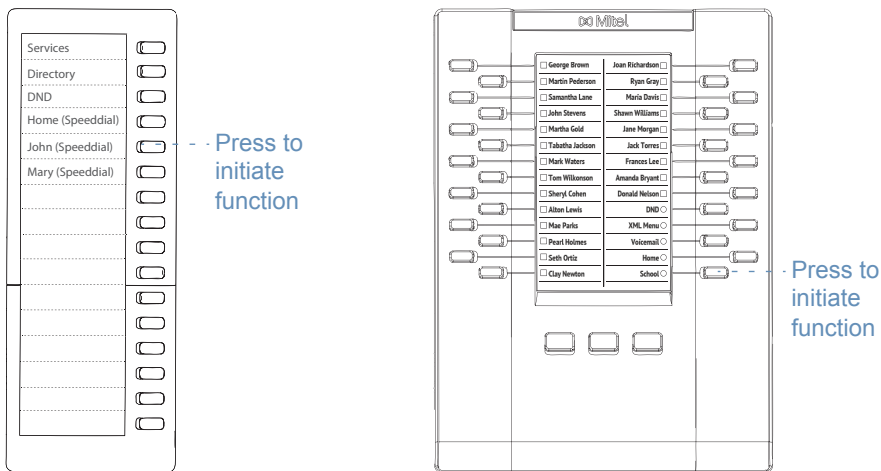 Services
Directory
DND
Home (Speeddial)
John (Speeddial)
Mary (Speeddial)
Press to
initiate
function
Mitel
George Brown
Martin Pederson
Samantha Lane
John Stevens
Martha Gold
Tabatha Jackson
Mark Waters
Tom Wilkonson
Sheryl Cohen
Alton Lewis
Mae Parks
Pearl Holmes
Seth Ortiz
Clay Newton
Joan Richardson
Ryan Gray
Maria Davis
Shawn Williams
Jane Morgan
Jack Torres
Frances Lee
Amanda Bryant
Donald Nelson
DND
XML Menu
Voicemail
Home
School
Press to
initiate
function